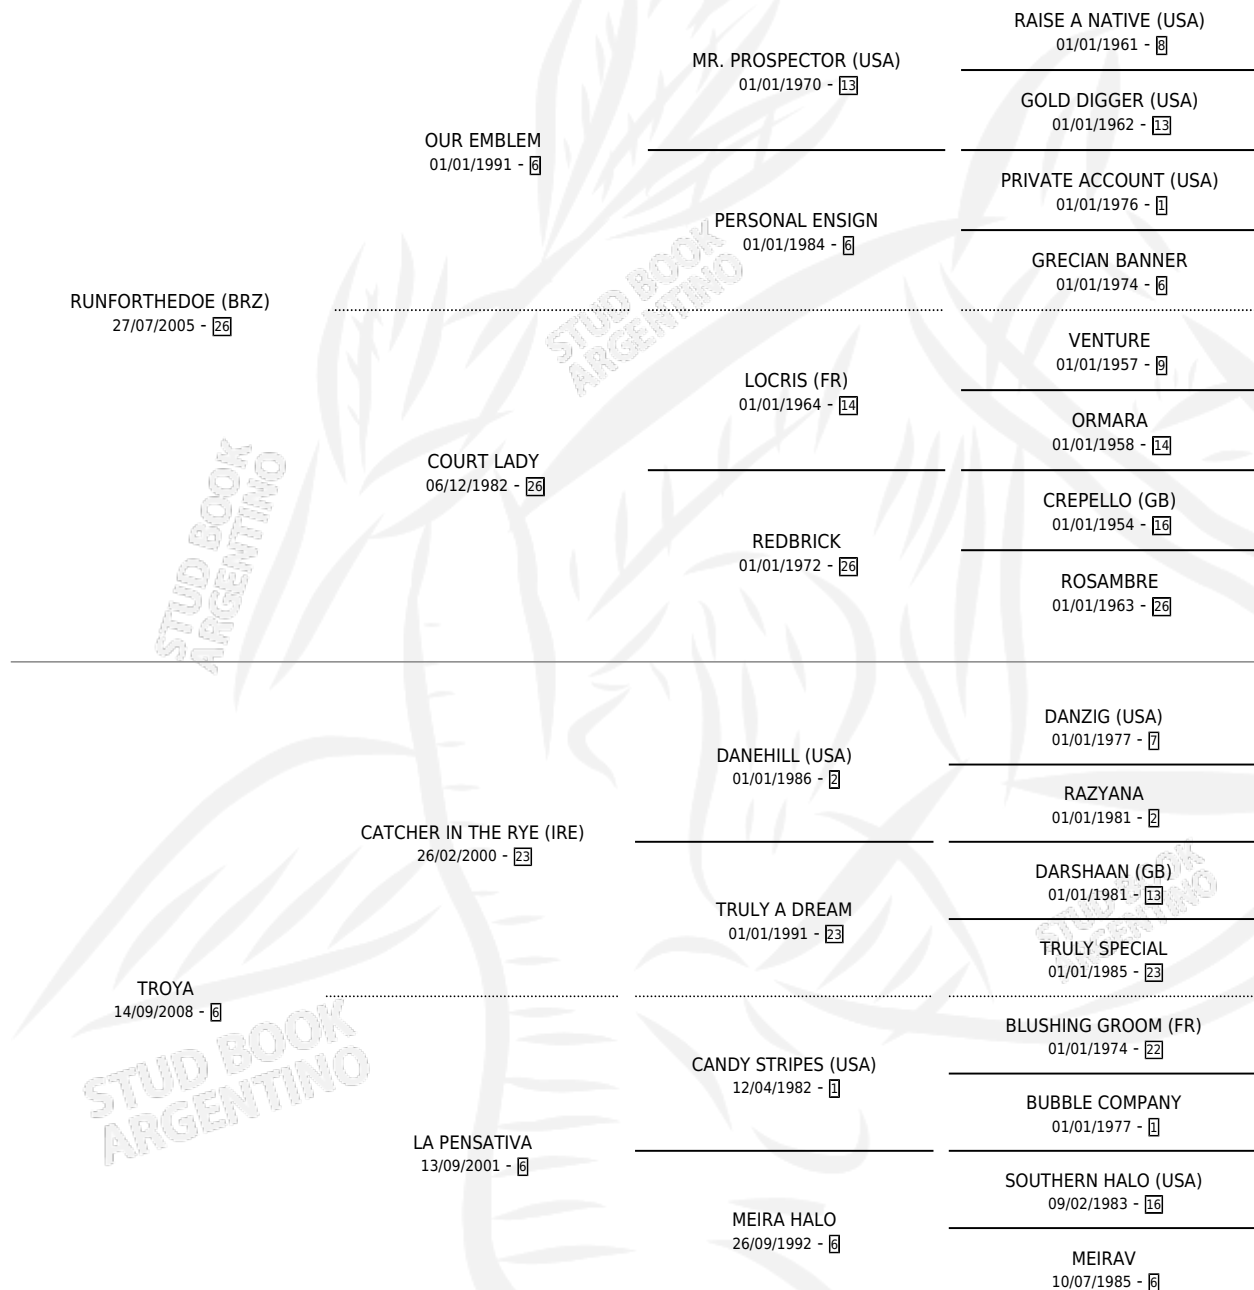 RAISE A NATIVE (USA)
01/01/1961 - 8
MR. PROSPECTOR (USA)
01/01/1970 - 13
GOLD DIGGER (USA)
01/01/1962 - 13
OUR EMBLEM
01/01/1991 - 6
PRIVATE ACCOUNT (USA)
01/01/1976 - 1
PERSONAL ENSIGN
01/01/1984 - 6
GRECIAN BANNER
01/01/1974 - 6
RUNFORTHEDOE (BRZ)
27/07/2005 - 26
VENTURE
01/01/1957 - 9
LOCRIS (FR)
01/01/1964 - 14
ORMARA
01/01/1958 - 14
COURT LADY
06/12/1982 - 26
CREPELLO (GB)
01/01/1954 - 16
REDBRICK
01/01/1972 - 26
ROSAMBRE
01/01/1963 - 26
DANZIG (USA)
01/01/1977 - 7
DANEHILL (USA)
01/01/1986 - 2
RAZYANA
01/01/1981 - 2
CATCHER IN THE RYE (IRE)
26/02/2000 - 23
DARSHAAN (GB)
01/01/1981 - 13
TRULY A DREAM
01/01/1991 - 23
TRULY SPECIAL
01/01/1985 - 23
TROYA
14/09/2008 - 6
BLUSHING GROOM (FR)
01/01/1974 - 22
CANDY STRIPES (USA)
12/04/1982 - 1
BUBBLE COMPANY
01/01/1977 - 1
LA PENSATIVA
13/09/2001 - 6
SOUTHERN HALO (USA)
09/02/1983 - 16
MEIRA HALO
26/09/1992 - 6
MEIRAV
10/07/1985 - 6
STUD BOOK
ARGENTINO
STUD BOOK
ARGENTINO
STUD BOOK
ARGENTINO
STUD BOOK
ARGENTINO